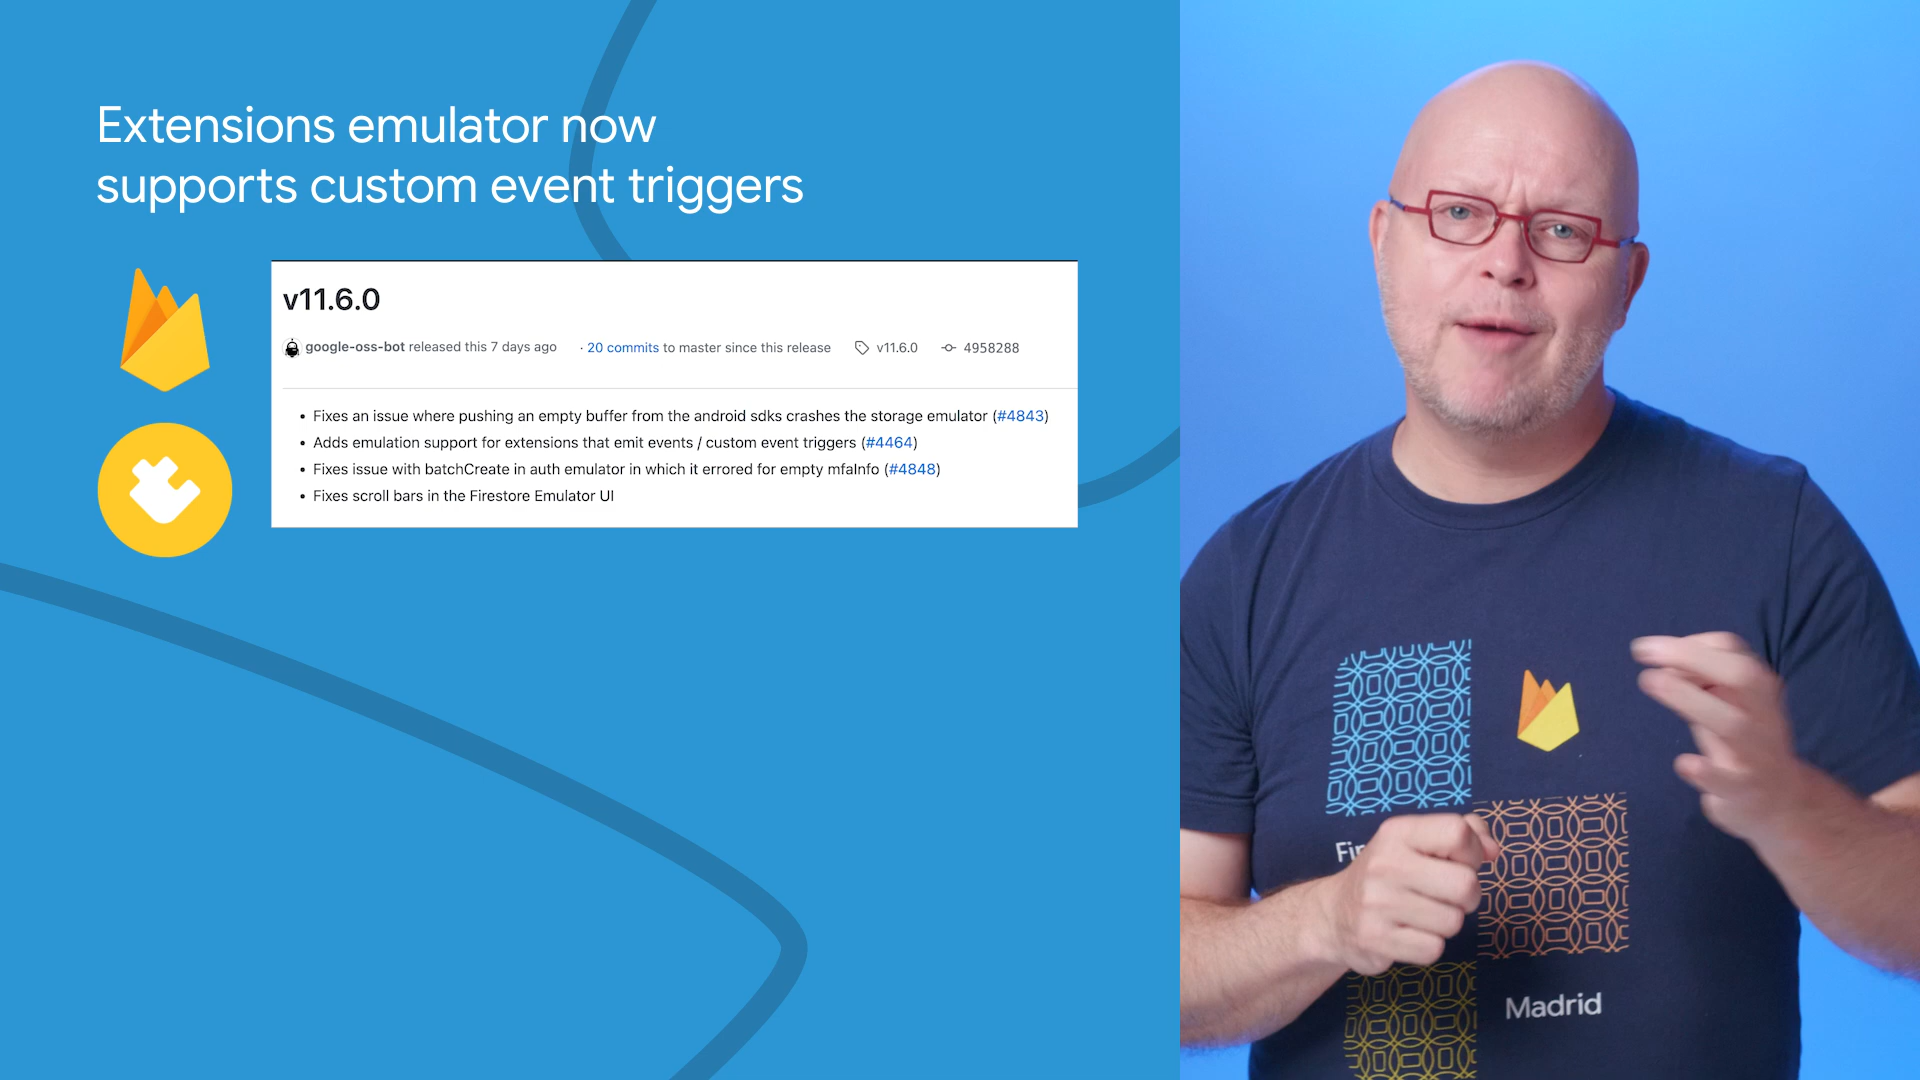 Extensions emulator now
supports custom event triggers
v11.6.0
google-oss-bot released this 7 days ago · 20 commits to master since this release v11.6.0 4958288
• Fixes an issue where pushing an empty buffer from the android sdks crashes the storage emulator (#4843)
• Adds emulation support for extensions that emit events / custom event triggers (#4464)
• Fixes issue with batchCreate in auth emulator in which it errored for empty mfaInfo (#4848)
• Fixes scroll bars in the Firestore Emulator UI
Madrid